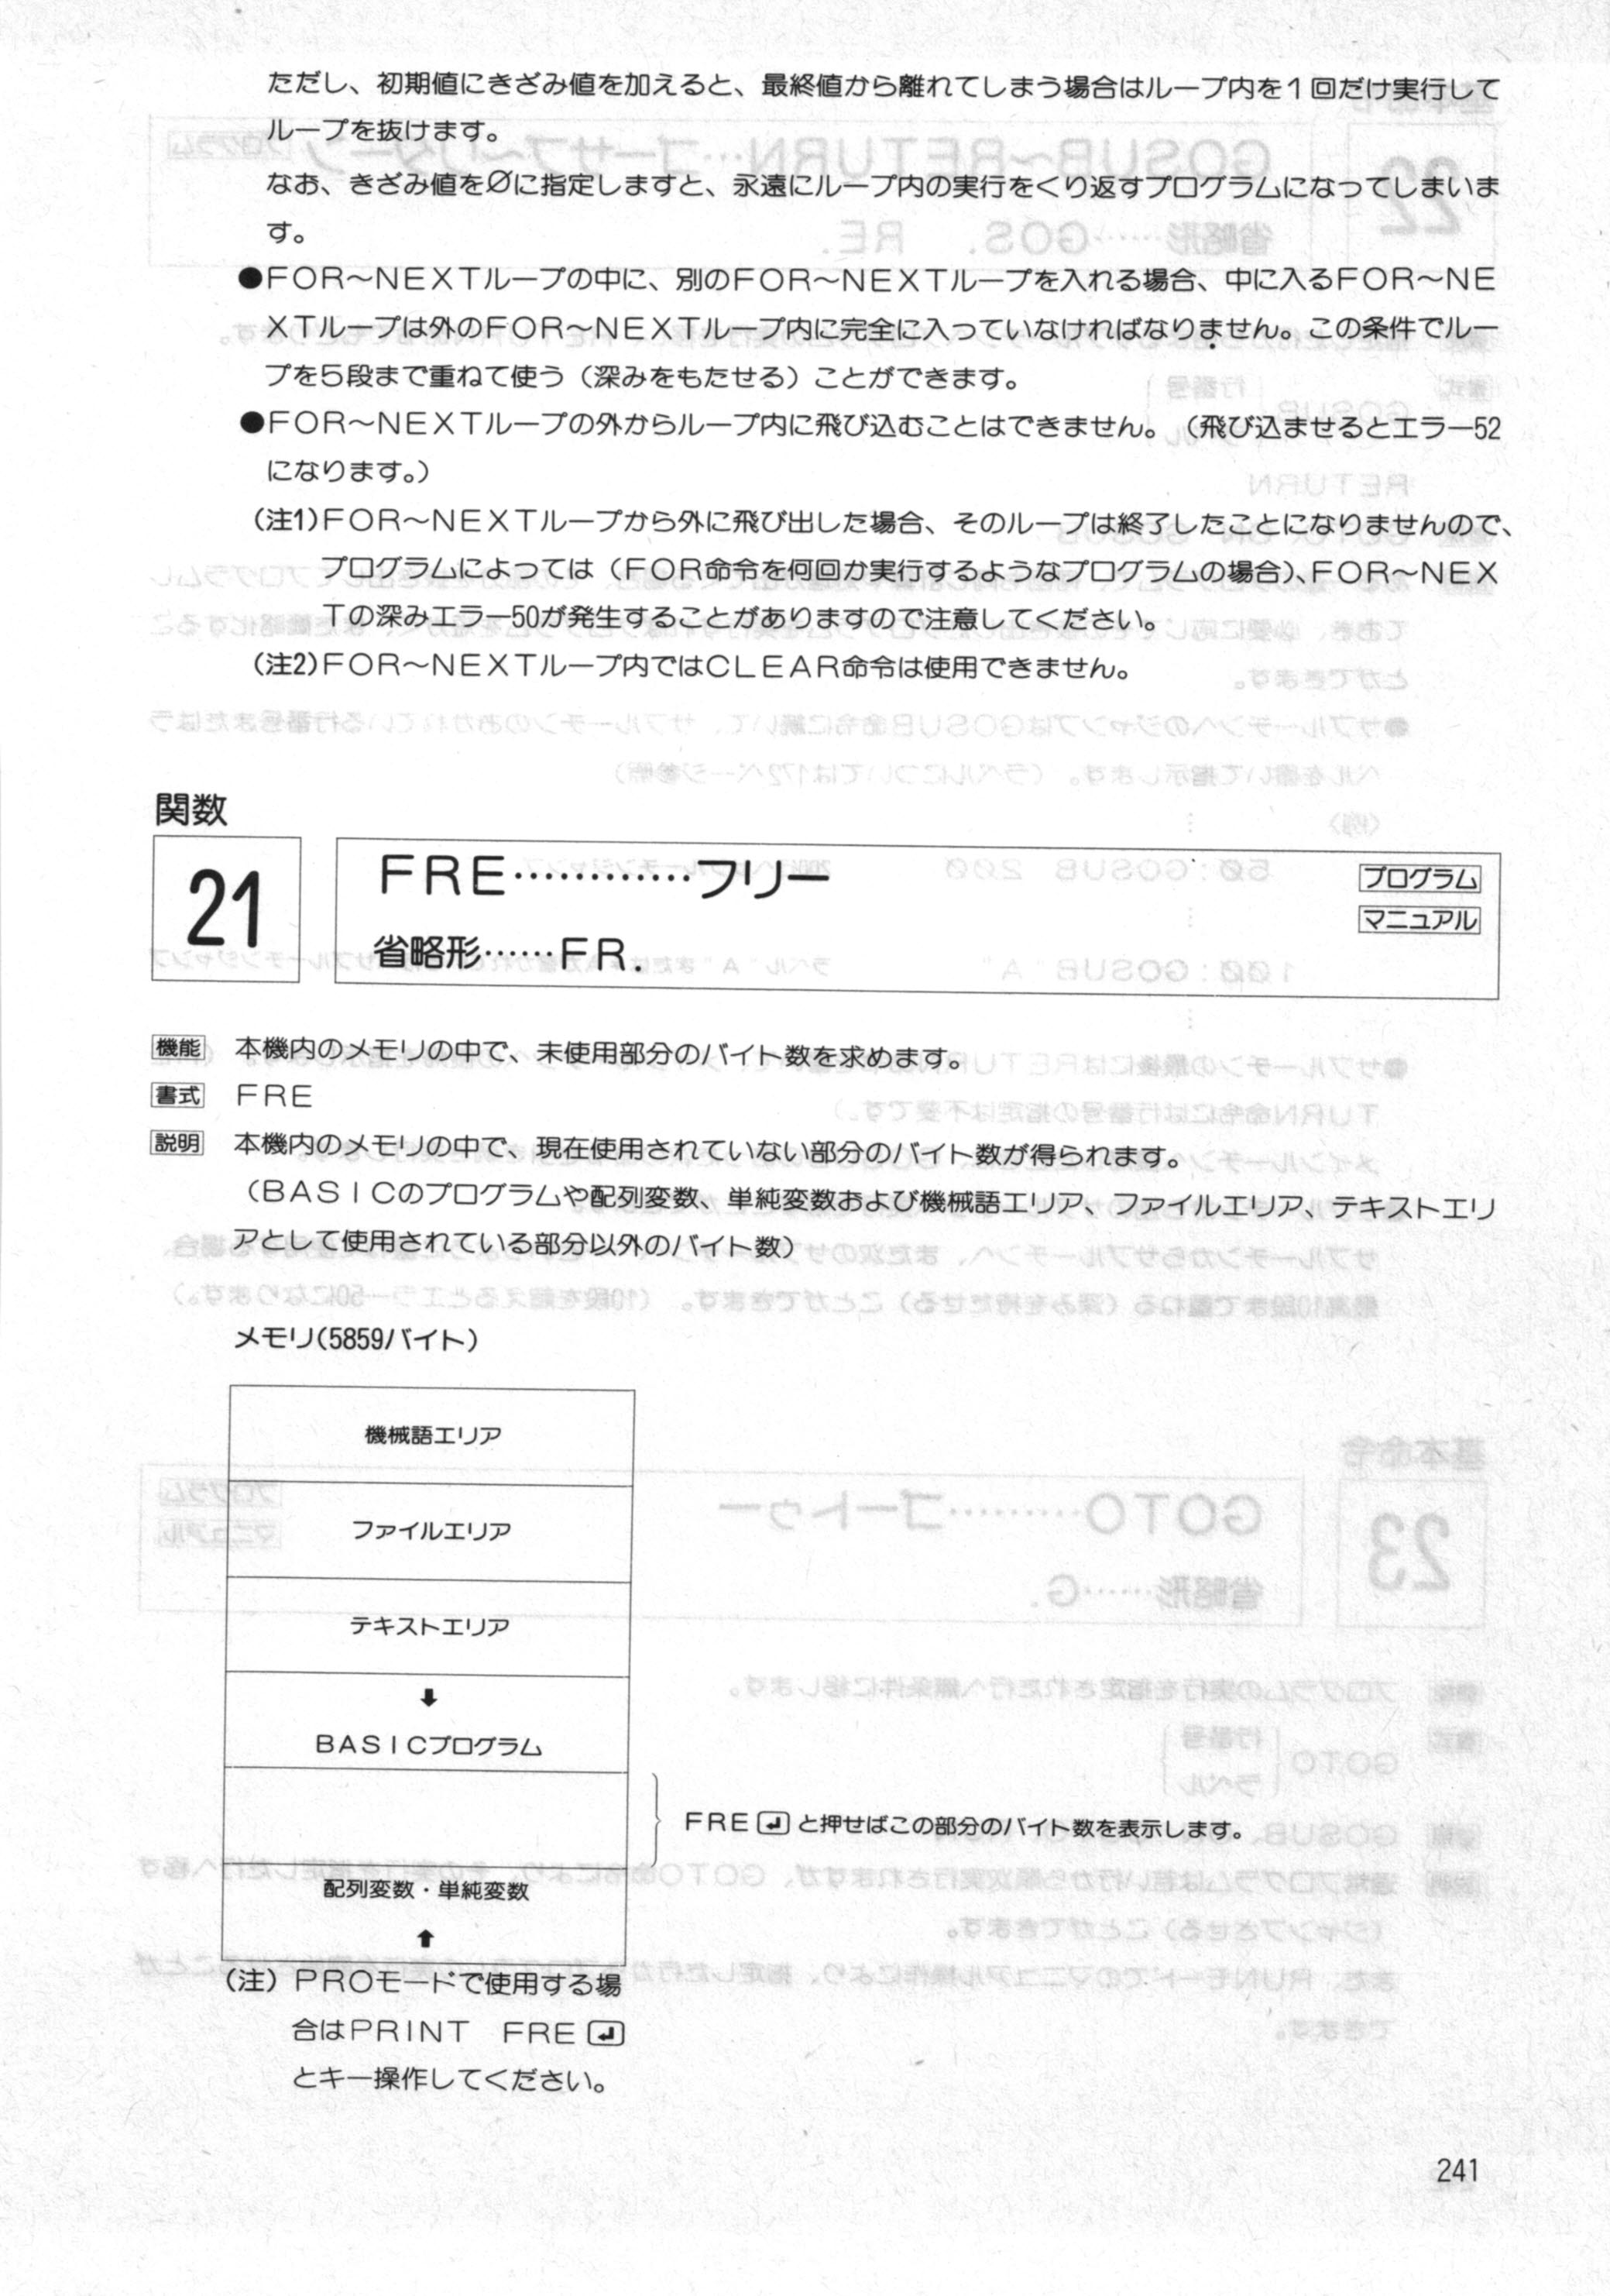 ただし、初期値にきざみ値を加えると、最終値から離れてしまう場合はループ内を1回だけ実行して
ループを抜けます。
なお、きざみ値をØに指定しますと、永遠にループ内の実行をくり返すプログラムになってしまいま
す。
●FOR〜NEXTループの中に、別のFOR〜NEXTループを入れる場合、中に入るFOR〜NE
XTループは外のFOR〜NEXTループ内に完全に入っていなければなりません。この条件でルー
プを5段まで重ねて使う（深みをもたせる）ことができます。
●FOR〜NEXTループの外からループ内に飛び込むことはできません。（飛び込ませるとエラー52
になります。）
(注1)FOR〜NEXTループから外に飛び出した場合、そのループは終了したことになりませんので、
プログラムによっては（FOR命令を何回か実行するようなプログラムの場合）、FOR〜NEX
Tの深みエラー50が発生することがありますので注意してください。
(注2)FOR〜NEXTループ内ではCLEAR命令は使用できません。
関数
21
FRE…………フリー
プログラム
マニュアル
省略形……FR.
機能 本機内のメモリの中で、未使用部分のバイト数を求めます。
書式 FRE
説明 本機内のメモリの中で、現在使用されていない部分のバイト数が得られます。
（BASICのプログラムや配列変数、単純変数および機械語エリア、ファイルエリア、テキストエリ
アとして使用されている部分以外のバイト数）
メモリ(5859バイト)
機械語エリア
ファイルエリア
テキストエリア
⬇
BASICプログラム
FRE↵と押せばこの部分のバイト数を表示します。
配列変数・単純変数
⬆
（注）PROモードで使用する場
合はPRINT FRE↵
とキー操作してください。
241